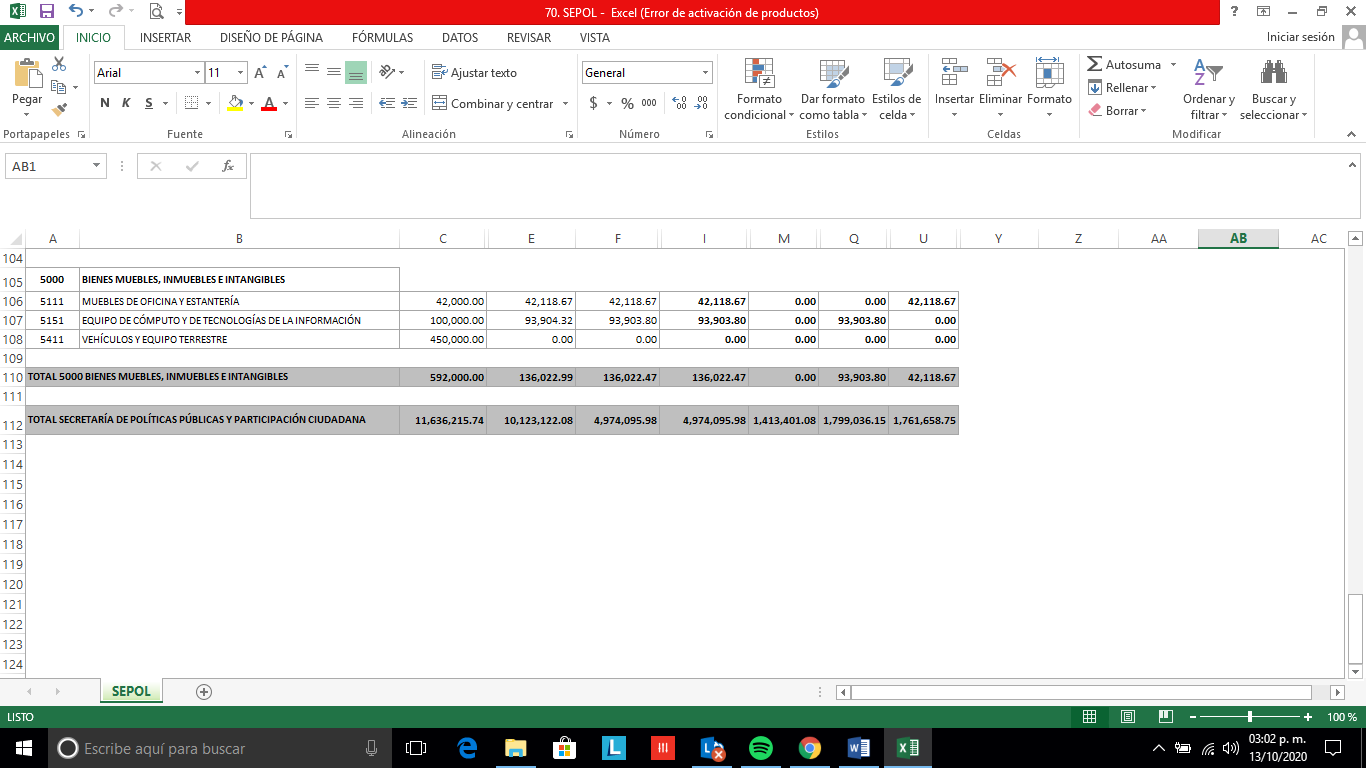 70. SEPOL - Excel (Error de activación de productos)
ARCHIVO INICIO INSERTAR DISEÑO DE PÁGINA FÓRMULAS DATOS REVISAR VISTA Iniciar sesión
Pegar
Portapapeles
Arial 11
N K S A
Fuente
Ajustar texto
Combinar y centrar
Alineación
General
$ % 000
Número
Formato condicional
Dar formato como tabla
Estilos de celda
Estilos
Insertar Eliminar Formato
Celdas
Autosuma
Rellenar
Borrar
Ordenar y filtrar
Buscar y seleccionar
Modificar
AB1 fx
A B C E F I M Q U Y Z AA AB AC
104
105 5000 BIENES MUEBLES, INMUEBLES E INTANGIBLES
106 5111 MUEBLES DE OFICINA Y ESTANTERÍA 42,000.00 42,118.67 42,118.67 42,118.67 0.00 0.00 42,118.67
107 5151 EQUIPO DE CÓMPUTO Y DE TECNOLOGÍAS DE LA INFORMACIÓN 100,000.00 93,904.32 93,903.80 93,903.80 0.00 93,903.80 0.00
108 5411 VEHÍCULOS Y EQUIPO TERRESTRE 450,000.00 0.00 0.00 0.00 0.00 0.00 0.00
109
110 TOTAL 5000 BIENES MUEBLES, INMUEBLES E INTANGIBLES 592,000.00 136,022.99 136,022.47 136,022.47 0.00 93,903.80 42,118.67
111
112 TOTAL SECRETARÍA DE POLÍTICAS PÚBLICAS Y PARTICIPACIÓN CIUDADANA 11,636,215.74 10,123,122.08 4,974,095.98 4,974,095.98 1,413,401.08 1,799,036.15 1,761,658.75
113
114
115
116
117
118
119
120
121
122
123
124
SEPOL
LISTO 100 %
Escribe aquí para buscar
03:02 p. m.
13/10/2020